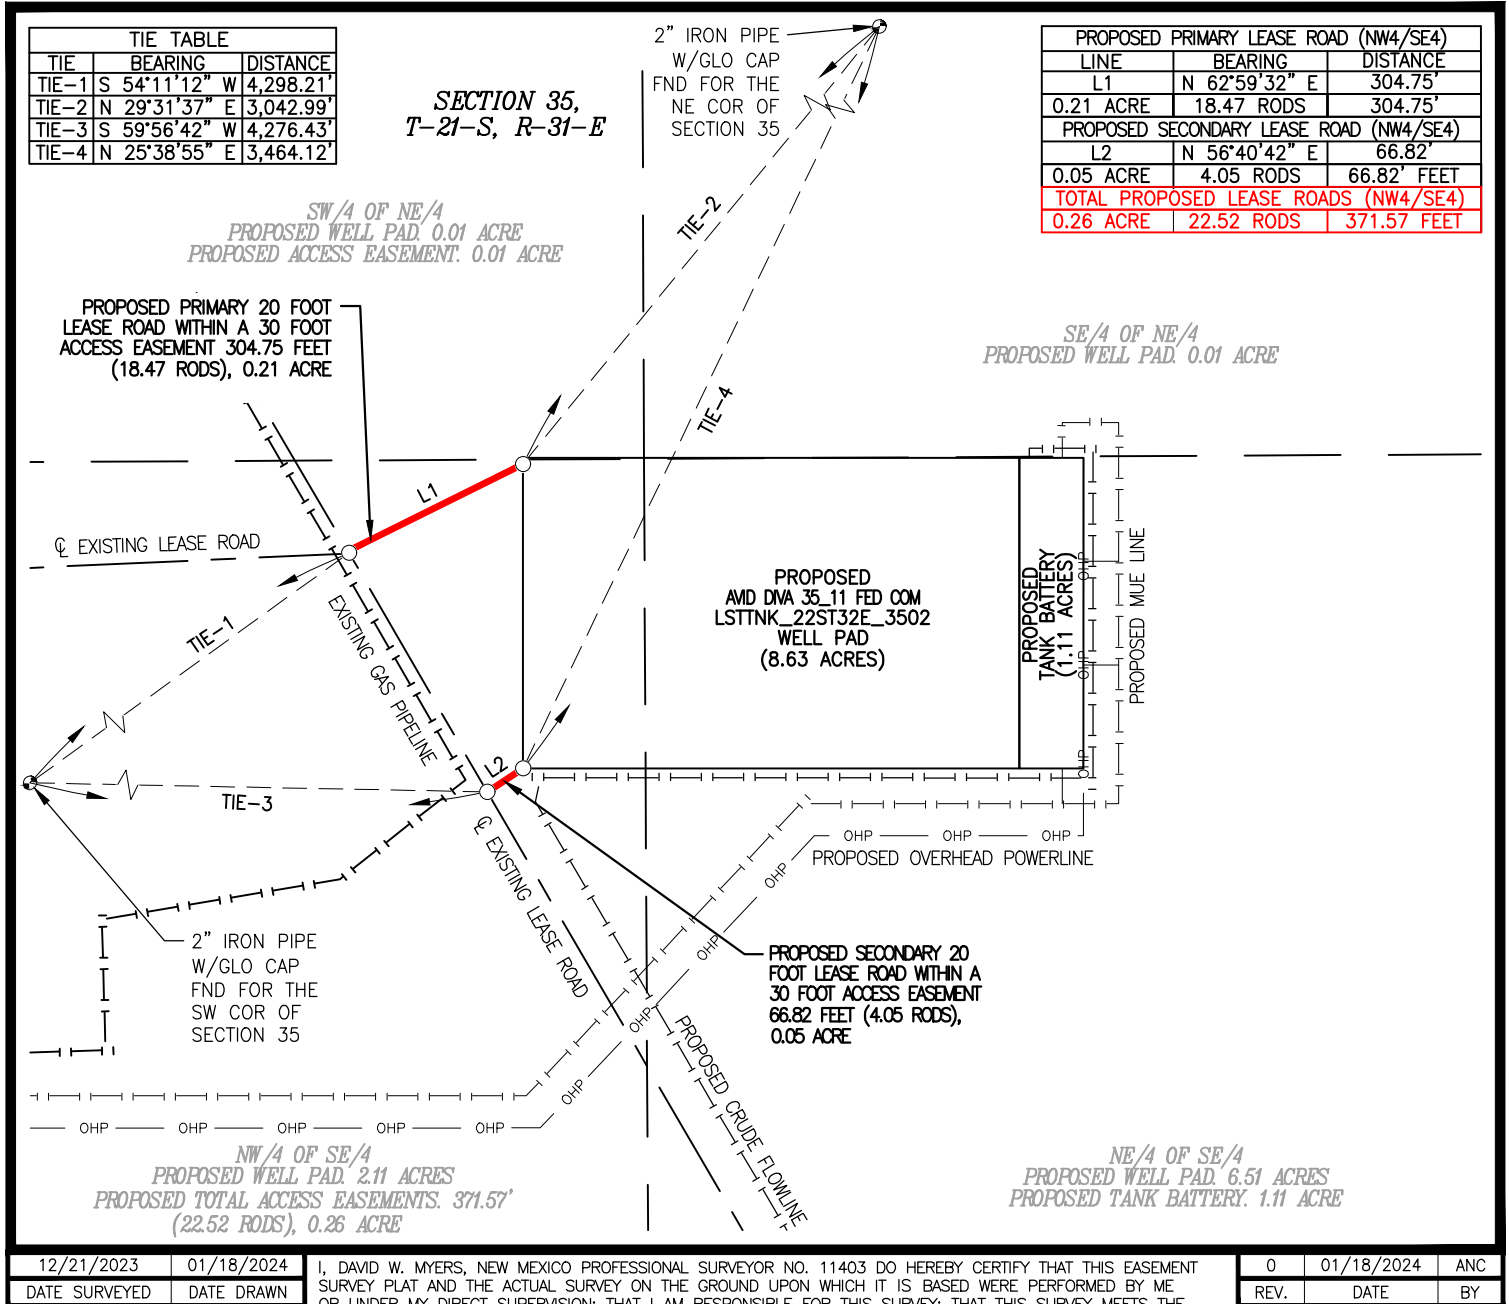 TIE TABLE
TIE BEARING DISTANCE
TIE-1 S 54°11'12" W 4,298.21'
TIE-2 N 29°31'37" E 3,042.99'
TIE-3 S 59°56'42" W 4,276.43'
TIE-4 N 25°38'55" E 3,464.12'
SECTION 35,
T-21-S, R-31-E
2" IRON PIPE
W/GLO CAP
FND FOR THE
NE COR OF
SECTION 35
PROPOSED PRIMARY LEASE ROAD (NW4/SE4)
LINE BEARING DISTANCE
L1 N 62°59'32" E 304.75'
0.21 ACRE 18.47 RODS 304.75'
PROPOSED SECONDARY LEASE ROAD (NW4/SE4)
L2 N 56°40'42" E 66.82'
0.05 ACRE 4.05 RODS 66.82' FEET
TOTAL PROPOSED LEASE ROADS (NW4/SE4)
0.26 ACRE 22.52 RODS 371.57 FEET
SW/4 OF NE/4
PROPOSED WELL PAD. 0.01 ACRE
PROPOSED ACCESS EASEMENT. 0.01 ACRE
TIE-2
PROPOSED PRIMARY 20 FOOT
LEASE ROAD WITHIN A 30 FOOT
ACCESS EASEMENT 304.75 FEET
(18.47 RODS), 0.21 ACRE
SE/4 OF NE/4
PROPOSED WELL PAD. 0.01 ACRE
TIE-4
L1
℄ EXISTING LEASE ROAD
PROPOSED
AVID DIVA 35_11 FED COM
LSTTNK_22ST32E_3502
WELL PAD
(8.63 ACRES)
PROPOSED
TANK BATTERY
(1.11 ACRES)
OHP
OHP
OHP
PROPOSED MUE LINE
TIE-1
EXISTING GAS PIPELINE
L2
TIE-3
℄ EXISTING LEASE ROAD
OHP OHP OHP
PROPOSED OVERHEAD POWERLINE
OHP
OHP
OHP
OHP
2" IRON PIPE
W/GLO CAP
FND FOR THE
SW COR OF
SECTION 35
PROPOSED SECONDARY 20
FOOT LEASE ROAD WITHIN A
30 FOOT ACCESS EASEMENT
66.82 FEET (4.05 RODS),
0.05 ACRE
PROPOSED CRUDE FLOWLINE
OHP OHP OHP OHP OHP
NW/4 OF SE/4
PROPOSED WELL PAD. 2.11 ACRES
PROPOSED TOTAL ACCESS EASEMENTS. 371.57'
(22.52 RODS), 0.26 ACRE
NE/4 OF SE/4
PROPOSED WELL PAD. 6.51 ACRES
PROPOSED TANK BATTERY. 1.11 ACRE
12/21/2023 01/18/2024
DATE SURVEYED DATE DRAWN
I, DAVID W. MYERS, NEW MEXICO PROFESSIONAL SURVEYOR NO. 11403 DO HEREBY CERTIFY THAT THIS EASEMENT
SURVEY PLAT AND THE ACTUAL SURVEY ON THE GROUND UPON WHICH IT IS BASED WERE PERFORMED BY ME
OR UNDER MY DIRECT SUPERVISION; THAT I AM RESPONSIBLE FOR THIS SURVEY; THAT THIS SURVEY MEETS THE
0 01/18/2024 ANC
REV. DATE BY